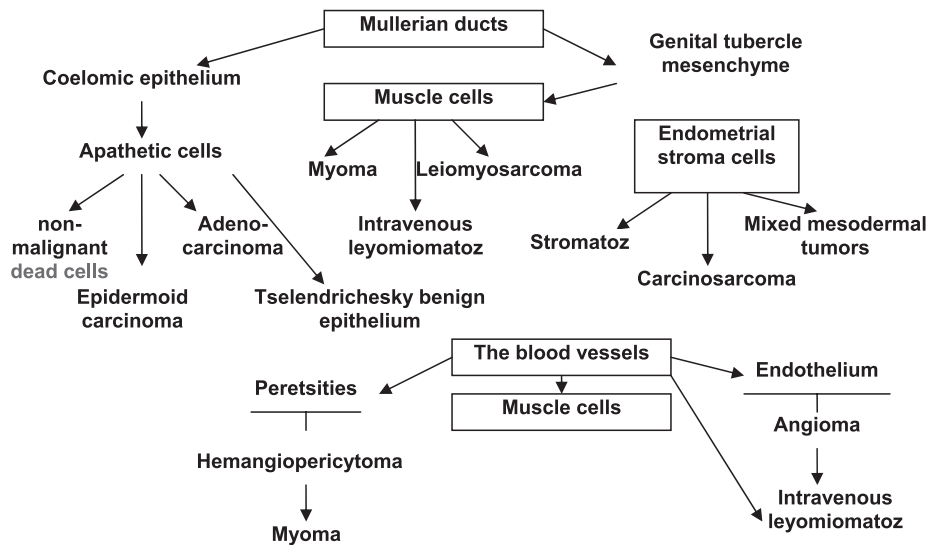 Mullerian ducts
Genital tubercle
mesenchyme
Coelomic epithelium
Muscle cells
Endometrial
stroma cells
Apathetic cells
Myoma
Leiomyosarcoma
non-
malignant
dead cells
Adeno-
carcinoma
Intravenous
leyomiomatoz
Stromatoz
Mixed mesodermal
tumors
Carcinosarcoma
Epidermoid
carcinoma
Tselendrichesky benign
epithelium
The blood vessels
Peretsities
Endothelium
Muscle cells
Angioma
Hemangiopericytoma
Intravenous
leyomiomatoz
Myoma